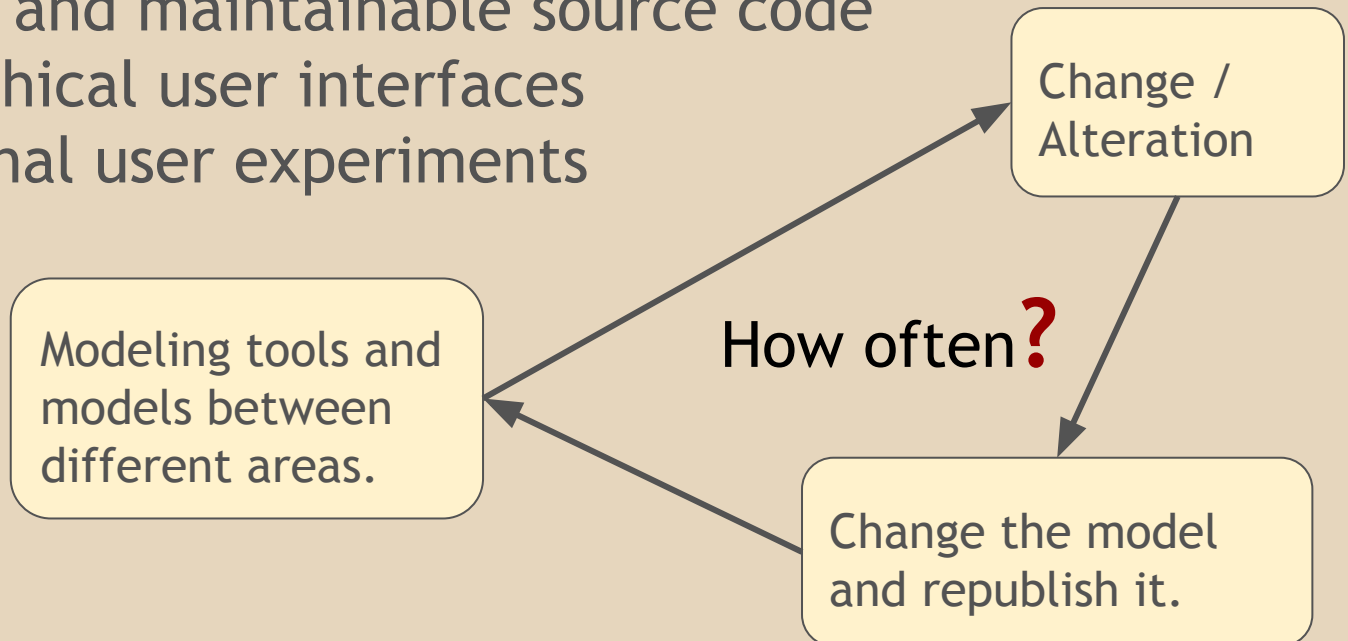 and maintainable source code
hical user interfaces
nal user experiments
Change /
Alteration
How often?
Modeling tools and
models between
different areas.
Change the model
and republish it.